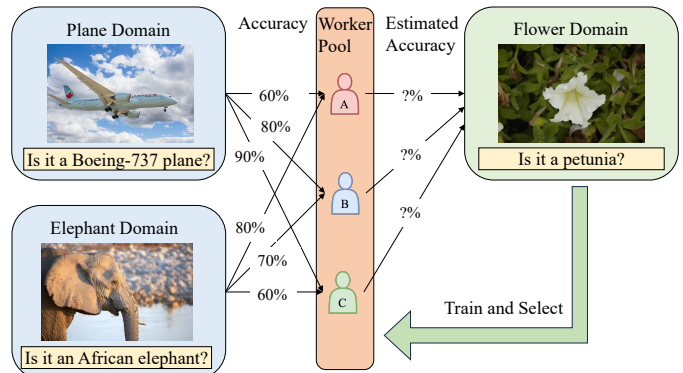 Plane Domain
Is it a Boeing-737 plane?
Elephant Domain
Is it an African elephant?
Accuracy
60%
80%
90%
80%
70%
60%
Worker
Pool
A
B
C
Estimated
Accuracy
?%
?%
?%
Flower Domain
Is it a petunia?
Train and Select